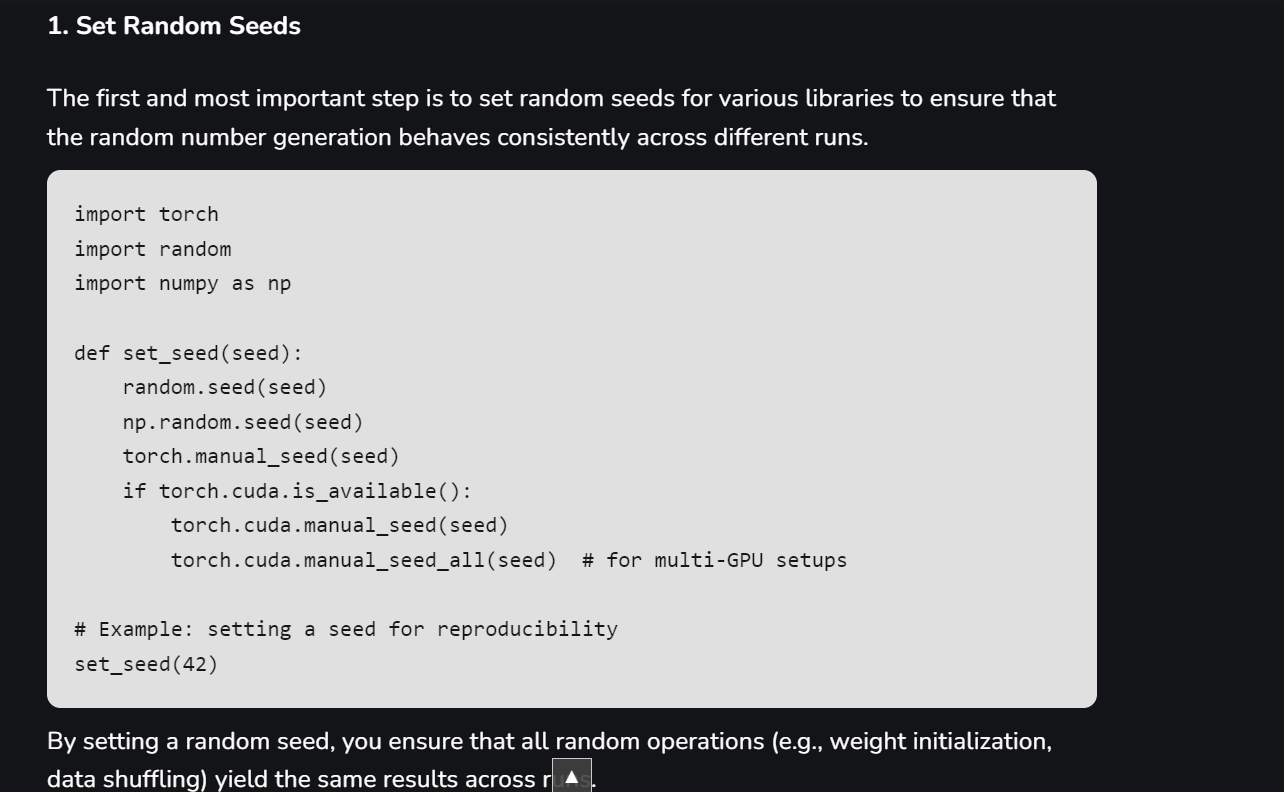 1. Set Random Seeds
The first and most important step is to set random seeds for various libraries to ensure that
the random number generation behaves consistently across different runs.
import torch
import random
import numpy as np
def set_seed(seed):
    random.seed(seed)
    np.random.seed(seed)
    torch.manual_seed(seed)
    if torch.cuda.is_available():
        torch.cuda.manual_seed(seed)
        torch.cuda.manual_seed_all(seed)  # for multi-GPU setups
# Example: setting a seed for reproducibility
set_seed(42)
By setting a random seed, you ensure that all random operations (e.g., weight initialization,
data shuffling) yield the same results across runs.